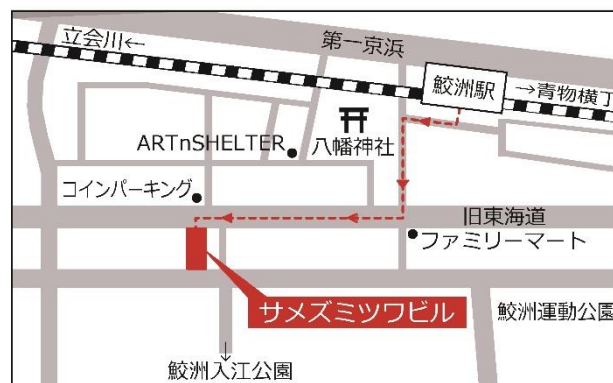 立会川←
第一京浜
鮫洲駅
→青物横丁
ARTnSHELTER
八幡神社
コインパーキング
旧東海道
ファミリーマート
サメズミツワビル
鮫洲運動公園
↓
鮫洲入江公園